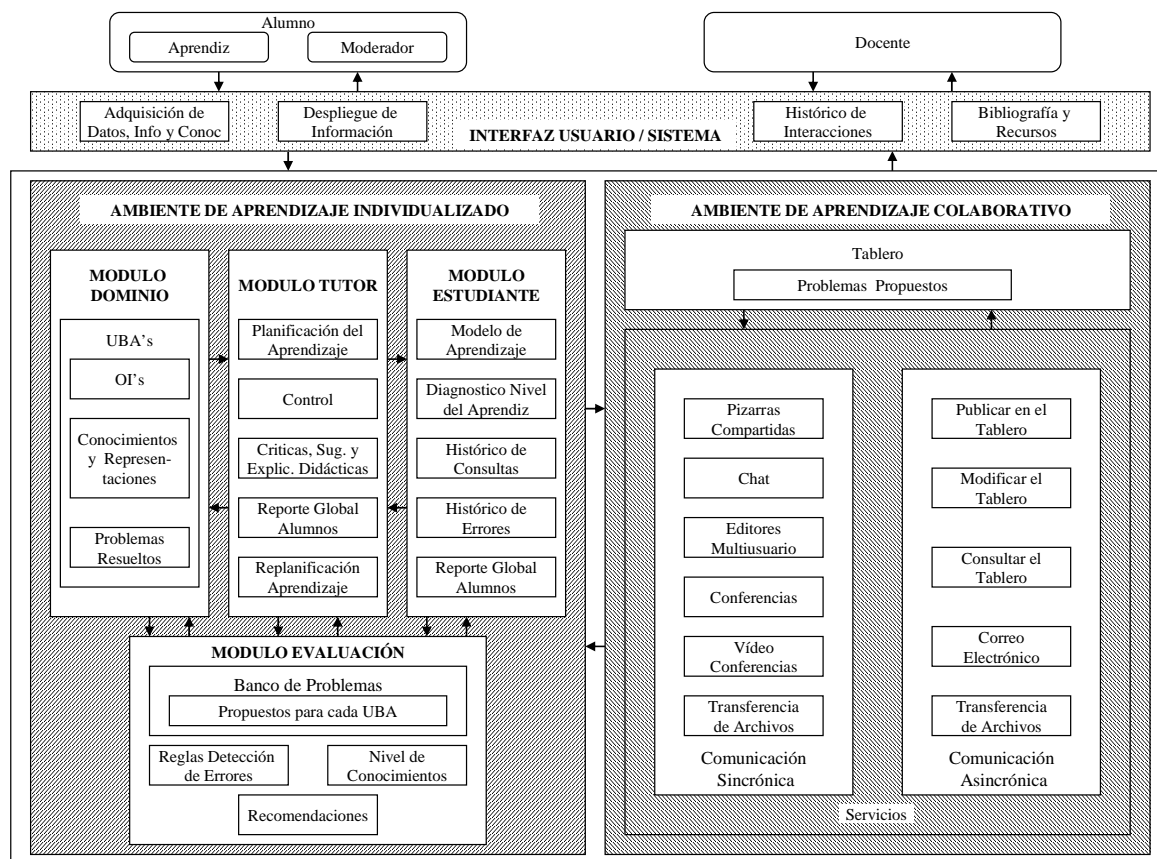 Alumno
Aprendiz
Moderador
Docente
Adquisición de
Datos, Info y Conoc
Despliegue de
Información
INTERFAZ USUARIO / SISTEMA
Histórico de
Interacciones
Bibliografía y
Recursos
AMBIENTE DE APRENDIZAJE INDIVIDUALIZADO
MODULO
DOMINIO
UBA's
OI's
Conocimientos
y Represen-
taciones
Problemas
Resueltos
MODULO TUTOR
Planificación del
Aprendizaje
Control
Criticas, Sug. y
Explic. Didácticas
Reporte Global
Alumnos
Replanificación
Aprendizaje
MODULO
ESTUDIANTE
Modelo de
Aprendizaje
Diagnostico Nivel
del Aprendiz
Histórico de
Consultas
Histórico de
Errores
Reporte Global
Alumnos
MODULO EVALUACIÓN
Banco de Problemas
Propuestos para cada UBA
Reglas Detección
de Errores
Nivel de
Conocimientos
Recomendaciones
AMBIENTE DE APRENDIZAJE COLABORATIVO
Tablero
Problemas Propuestos
Pizarras
Compartidas
Chat
Editores
Multiusuario
Conferencias
Vídeo
Conferencias
Transferencia
de Archivos
Comunicación
Sincrónica
Publicar en el
Tablero
Modificar el
Tablero
Consultar el
Tablero
Correo
Electrónico
Transferencia
de Archivos
Comunicación
Asincrónica
Servicios